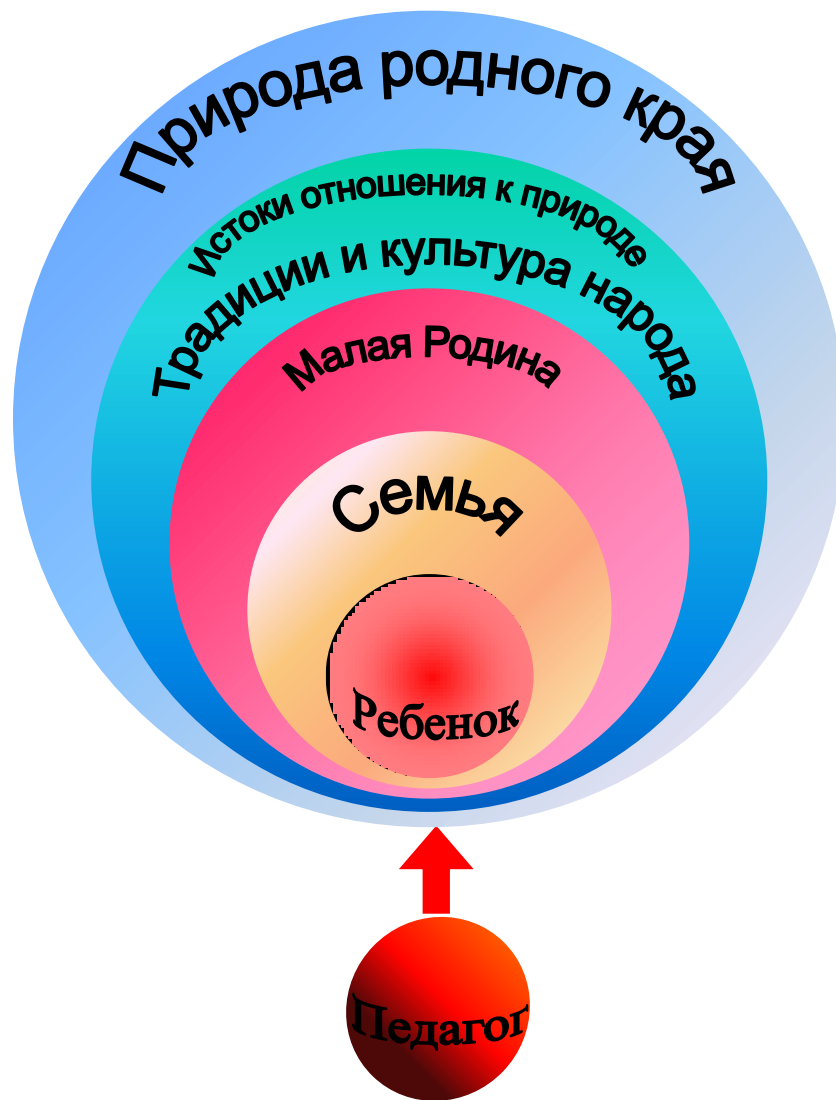 Природа родного края
Истоки отношения к природе
Традиции и культура народа
Малая Родина
Семья
Ребенок
Педагог